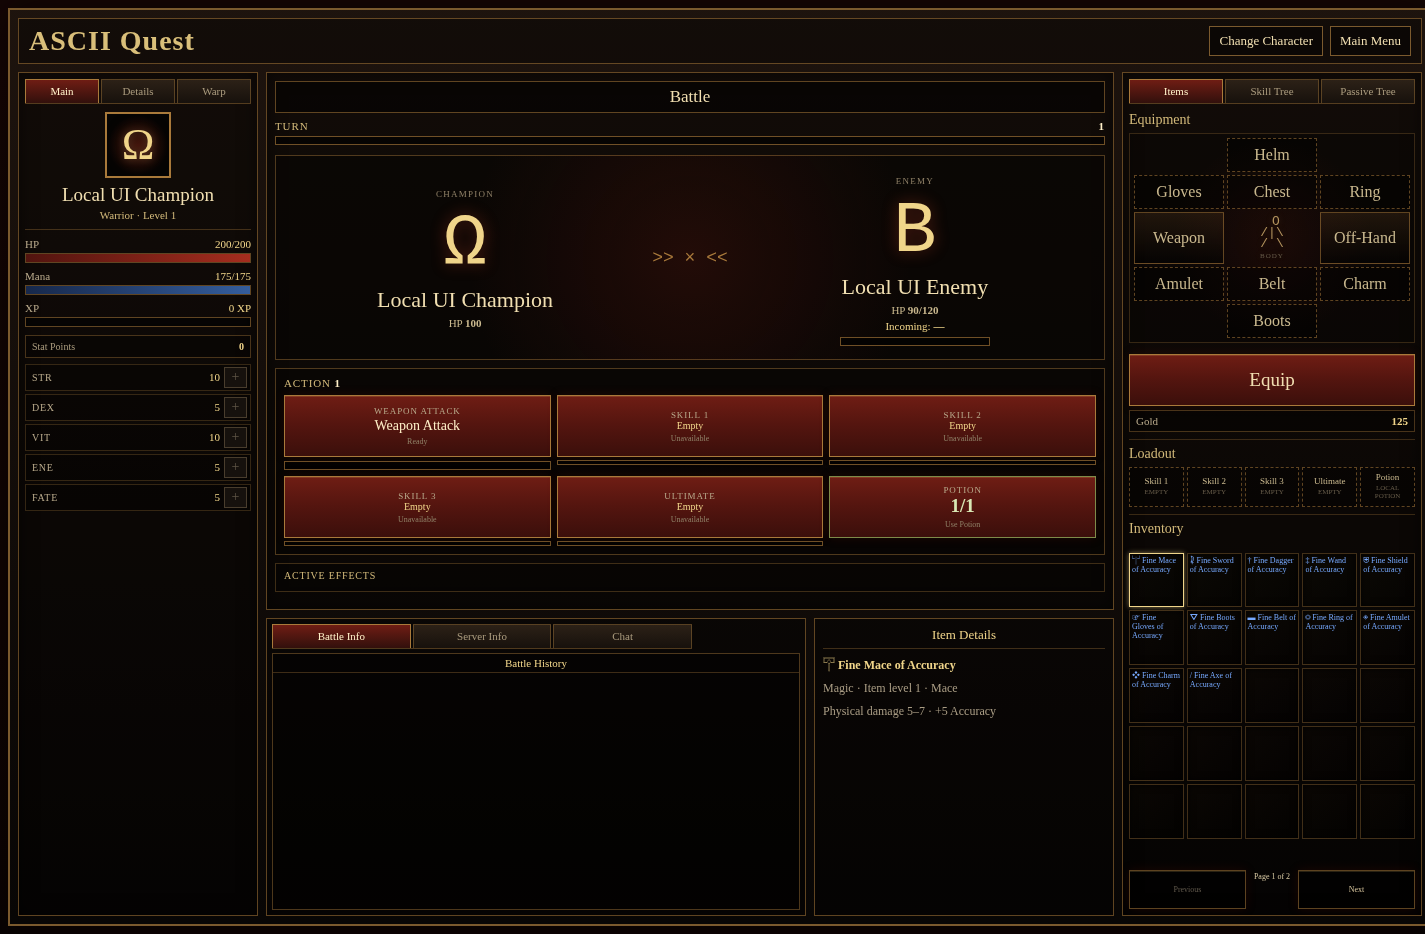 ASCII Quest
Change Character
Main Menu
Main
Details
Warp
Ω
Local UI Champion
Warrior · Level 1
HP 200/200
Mana 175/175
XP 0 XP
Stat Points 0
STR 10 +
DEX 5 +
VIT 10 +
ENE 5 +
FATE 5 +
Battle
TURN 1
CHAMPION
Ω
Local UI Champion
HP 100
>> × <<
ENEMY
B
Local UI Enemy
HP 90/120
Incoming: —
ACTION 1
WEAPON ATTACK
Weapon Attack
Ready
SKILL 1
Empty
Unavailable
SKILL 2
Empty
Unavailable
SKILL 3
Empty
Unavailable
ULTIMATE
Empty
Unavailable
POTION
1/1
Use Potion
ACTIVE EFFECTS
Battle Info
Server Info
Chat
Battle History
Item Details
Fine Mace of Accuracy
Magic · Item level 1 · Mace
Physical damage 5–7 · +5 Accuracy
Items
Skill Tree
Passive Tree
Equipment
Helm
Gloves
Chest
Ring
Weapon
O
/|\
/ \
BODY
Off-Hand
Amulet
Belt
Charm
Boots
Equip
Gold 125
Loadout
Skill 1
EMPTY
Skill 2
EMPTY
Skill 3
EMPTY
Ultimate
EMPTY
Potion
LOCAL
POTION
Inventory
Fine Mace
of Accuracy
Fine Sword
of Accuracy
† Fine Dagger
of Accuracy
‡ Fine Wand
of Accuracy
Fine Shield
of Accuracy
Fine
Gloves of
Accuracy
Fine Boots
of Accuracy
Fine Belt of
Accuracy
Fine Ring of
Accuracy
Fine Amulet
of Accuracy
Fine Charm
of Accuracy
/ Fine Axe of
Accuracy
Previous
Page 1 of 2
Next